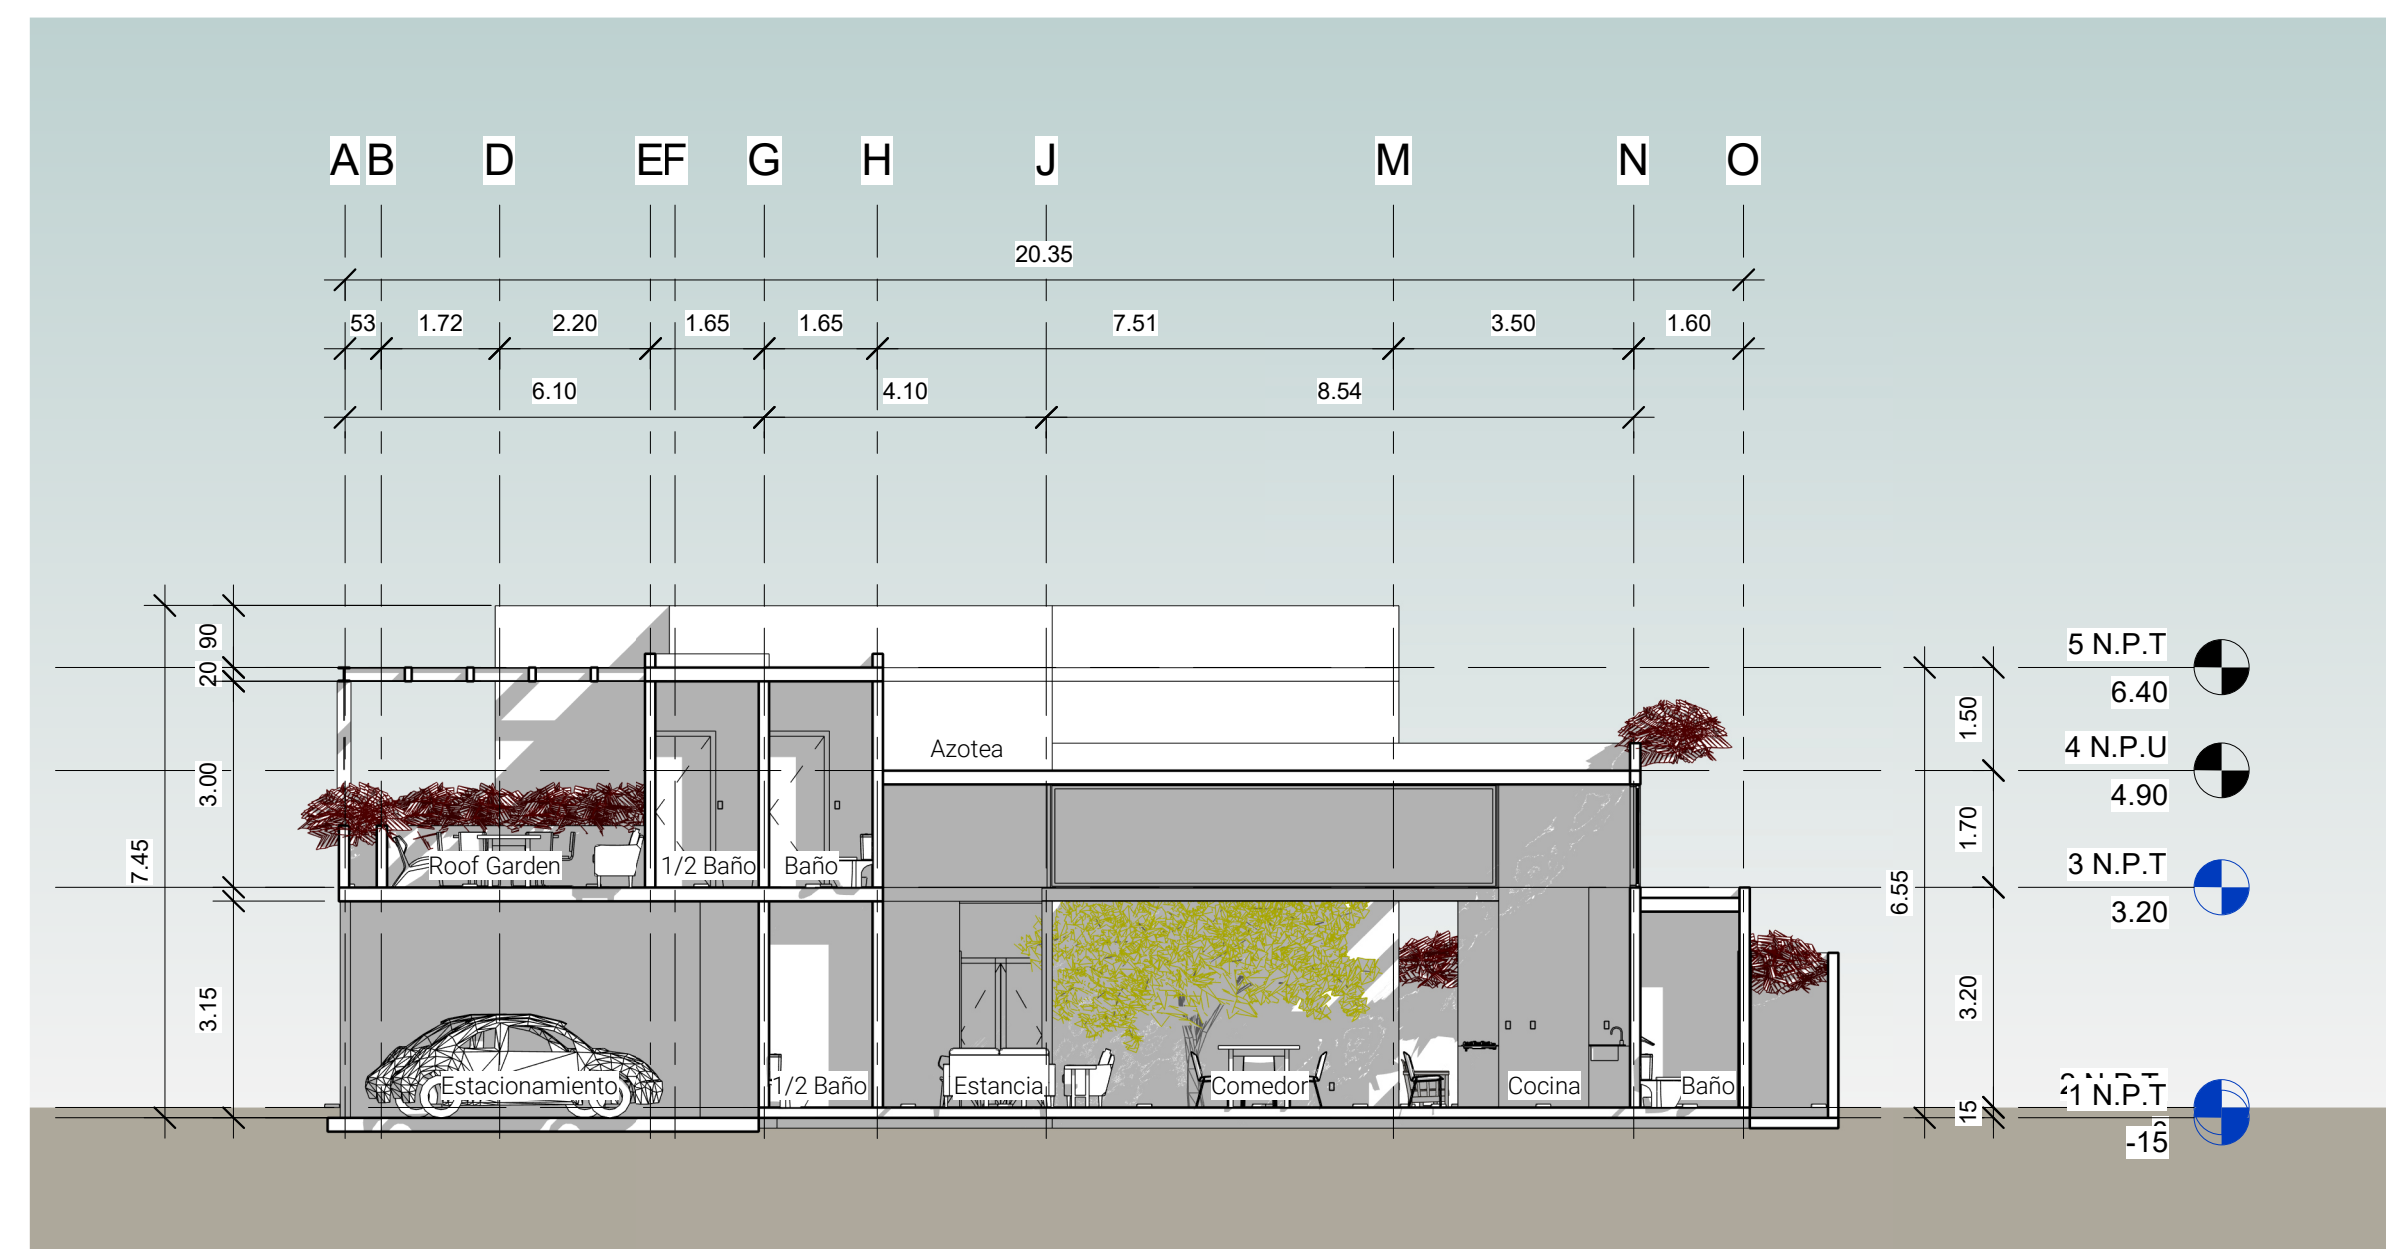 A B D E F G H J M N O
20.35
53 1.72 2.20 1.65 1.65 7.51 3.50 1.60
6.10 4.10 8.54
90
20
3.00
3.15
7.45
5 N.P.T
6.40
4 N.P.U
4.90
3 N.P.T
3.20
1 N.P.T
-15
1.50
1.70
3.20
15
6.55
Azotea
Roof Garden
1/2 Baño
Baño
Estacionamiento
1/2 Baño
Estancia
Comedor
Cocina
Baño